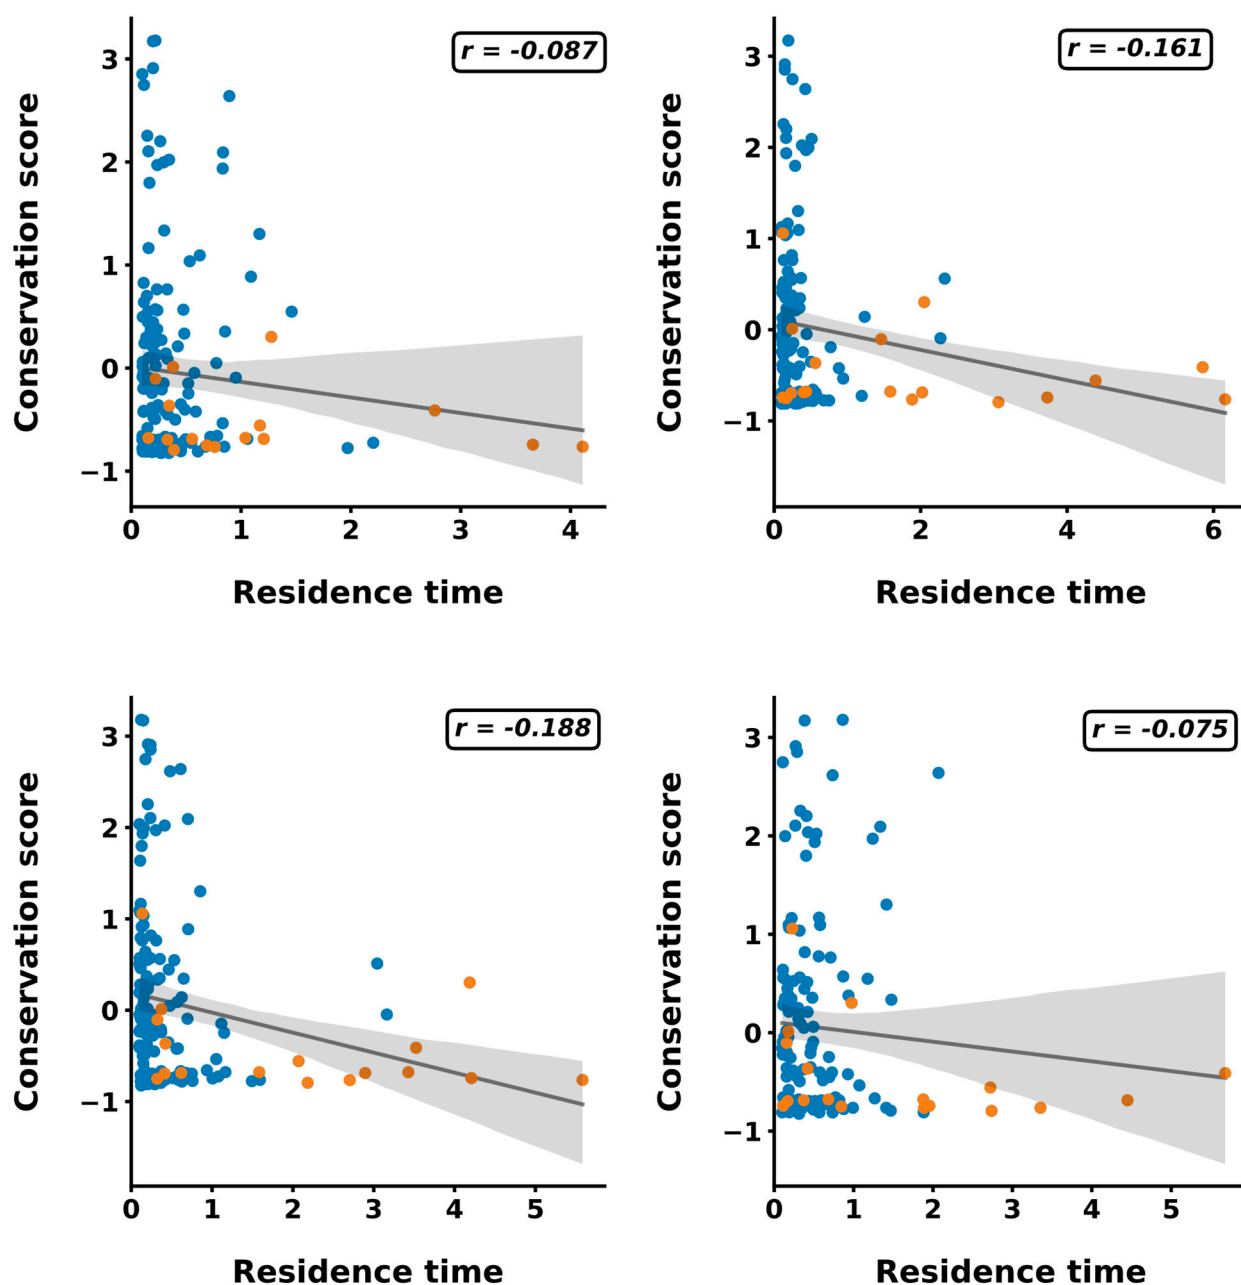 r = -0.087
3
2
1
0
−1
0 1 2 3 4
Conservation score
Residence time
r = -0.161
3
2
1
0
−1
0 2 4 6
Conservation score
Residence time
r = -0.188
3
2
1
0
−1
0 1 2 3 4 5
Conservation score
Residence time
r = -0.075
3
2
1
0
−1
0 1 2 3 4 5
Conservation score
Residence time